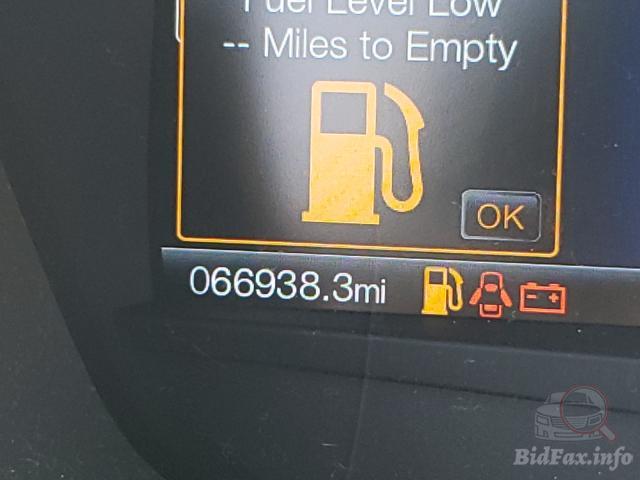 Fuel Level Low
-- Miles to Empty
OK
066938.3mi
BidFax.info